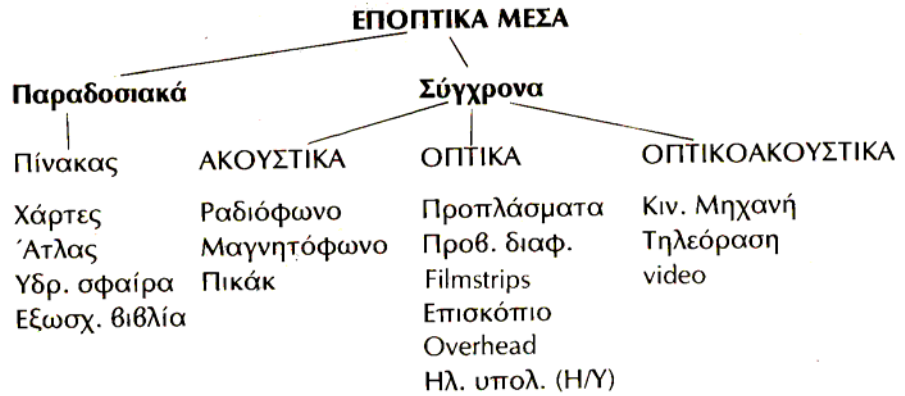 ΕΠΟΠΤΙΚΑ ΜΕΣΑ
Παραδοσιακά
Σύγχρονα
Πίνακας
Χάρτες
Άτλας
Υδρ. σφαίρα
Εξωσχ. βιβλία
ΑΚΟΥΣΤΙΚΑ
Ραδιόφωνο
Μαγνητόφωνο
Πικάκ
ΟΠΤΙΚΑ
Προπλάσματα
Προβ. διαφ.
Filmstrips
Επισκόπιο
Overhead
Ηλ. υπολ. (Η/Υ)
ΟΠΤΙΚΟΑΚΟΥΣΤΙΚΑ
Κιν. Μηχανή
Τηλεόραση
video